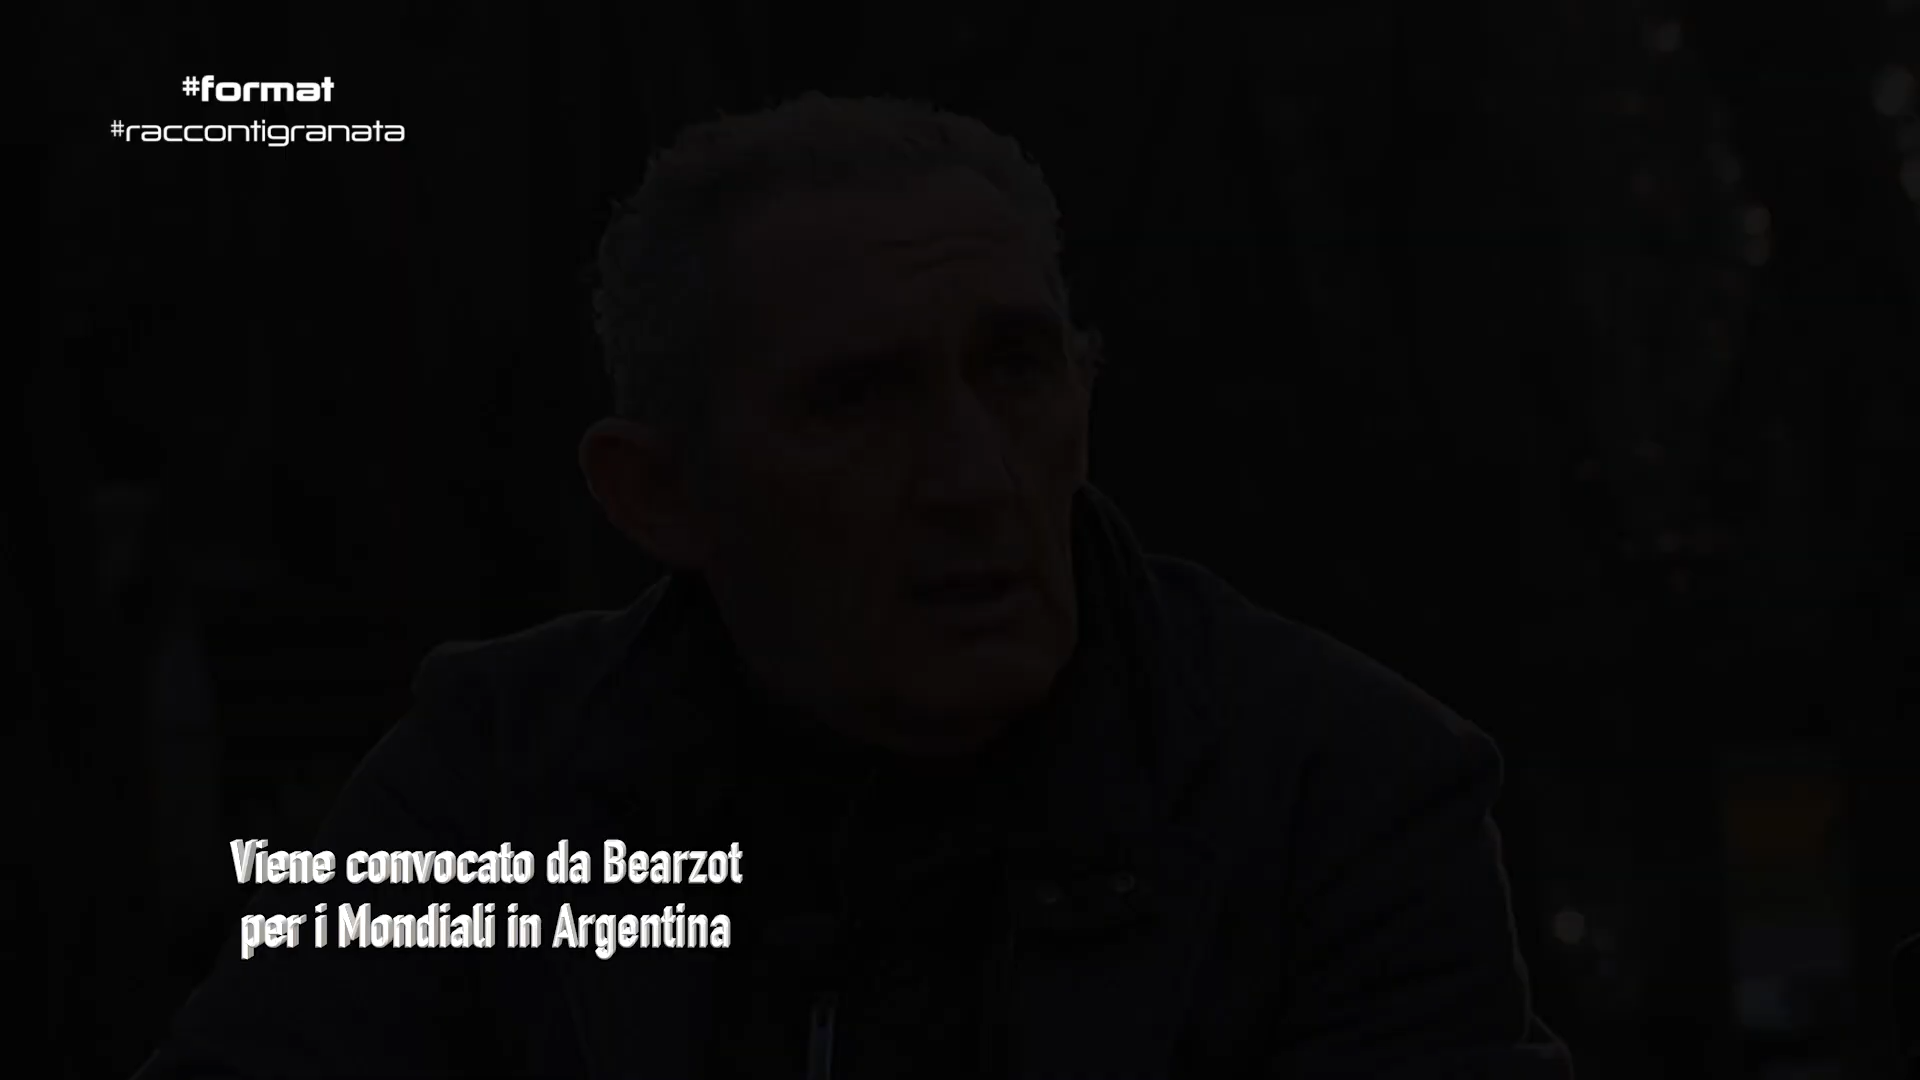 #format
#raccontigranata
Viene convocato da Bearzot
per i Mondiali in Argentina